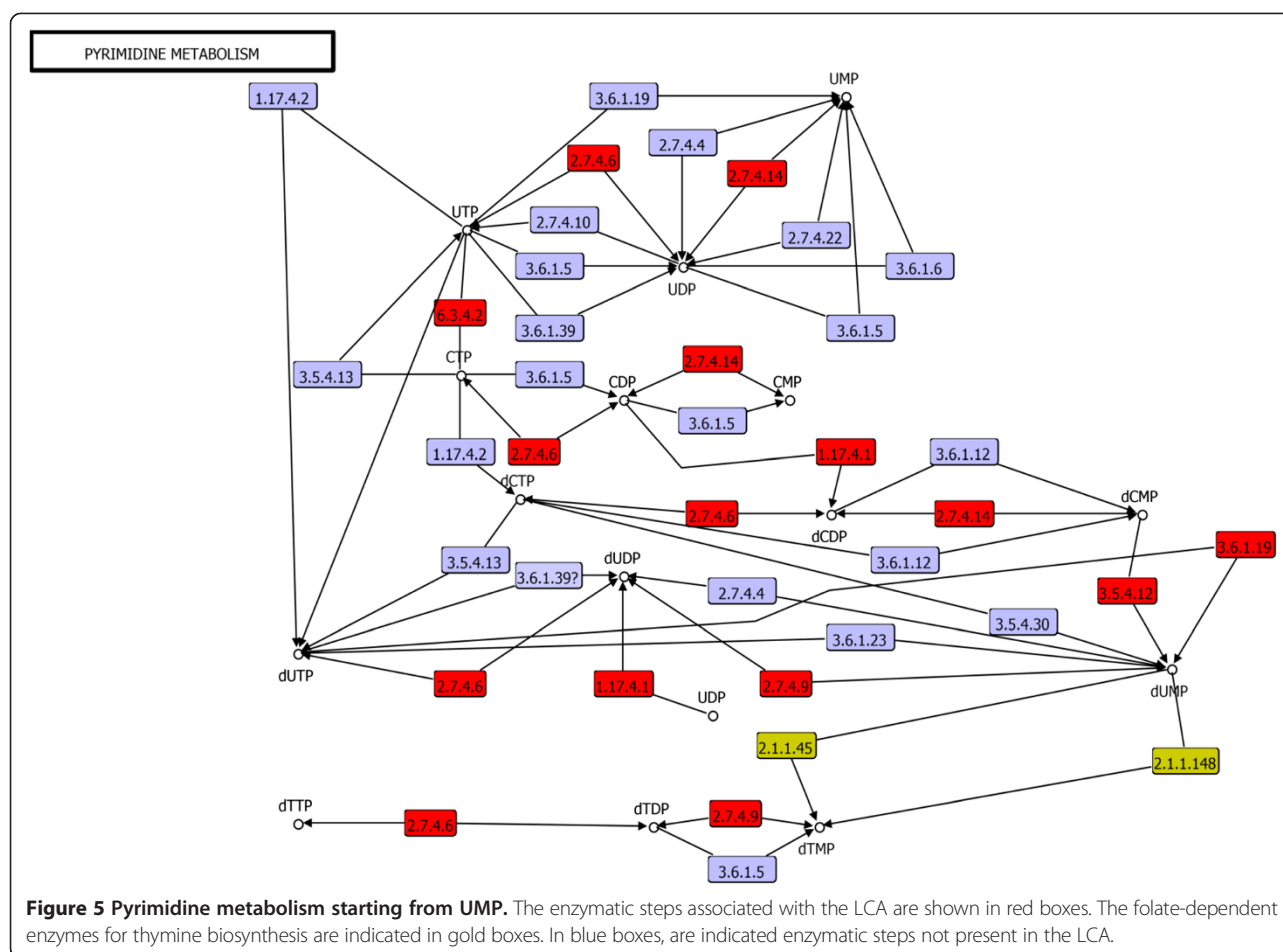 PYRIMIDINE METABOLISM
UMP
1.17.4.2
3.6.1.19
2.7.4.4
2.7.4.6
2.7.4.14
UTP
2.7.4.10
2.7.4.22
3.6.1.5
3.6.1.6
UDP
6.3.4.2
3.6.1.39
3.6.1.5
CTP
3.5.4.13
3.6.1.5
CDP
2.7.4.14
CMP
3.6.1.5
1.17.4.2
2.7.4.6
1.17.4.1
3.6.1.12
dCTP
dCMP
2.7.4.6
2.7.4.14
dCDP
3.6.1.19
3.5.4.13
dUDP
3.6.1.12
3.6.1.39?
2.7.4.4
3.5.4.12
3.5.4.30
3.6.1.23
dUTP
2.7.4.6
1.17.4.1
2.7.4.9
UDP
dUMP
2.1.1.45
2.1.1.148
dTTP
dTDP
2.7.4.6
2.7.4.9
dTMP
3.6.1.5
Figure 5 Pyrimidine metabolism starting from UMP. The enzymatic steps associated with the LCA are shown in red boxes. The folate-dependent
enzymes for thymine biosynthesis are indicated in gold boxes. In blue boxes, are indicated enzymatic steps not present in the LCA.